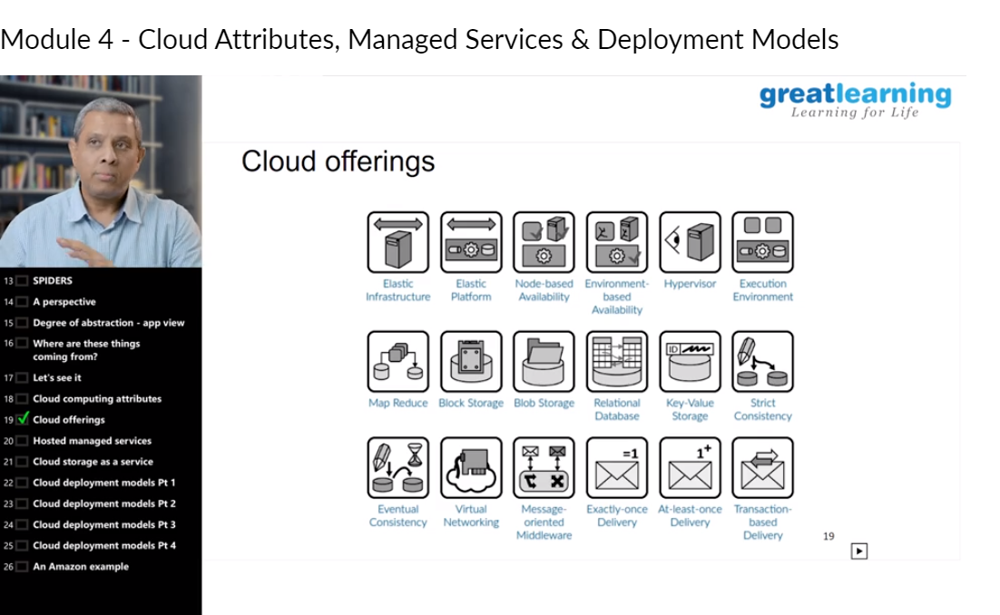 Module 4 - Cloud Attributes, Managed Services & Deployment Models
greatlearning
Learning for Life
Cloud offerings
Elastic Infrastructure
Elastic Platform
Node-based Availability
Environment-based Availability
Hypervisor
Execution Environment
Map Reduce
Block Storage
Blob Storage
Relational Database
ID
Key-Value Storage
Strict Consistency
Eventual Consistency
Virtual Networking
Message-oriented Middleware
=1
Exactly-once Delivery
1+
At-least-once Delivery
Transaction-based Delivery
19
13 SPIDERS
14 A perspective
15 Degree of abstraction - app view
16 Where are these things
coming from?
17 Let's see it
18 Cloud computing attributes
19 Cloud offerings
20 Hosted managed services
21 Cloud storage as a service
22 Cloud deployment models Pt 1
23 Cloud deployment models Pt 2
24 Cloud deployment models Pt 3
25 Cloud deployment models Pt 4
26 An Amazon example